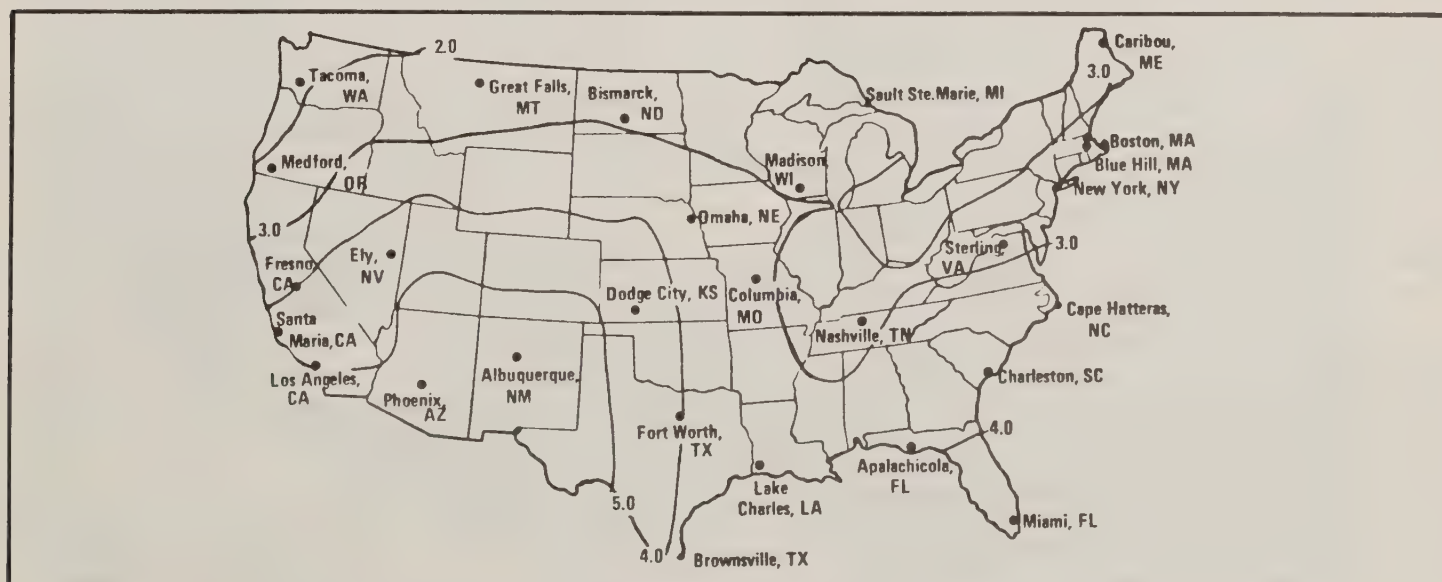 2.0
Caribou,
ME
3.0
Tacoma,
WA
Great Falls,
MT
Bismarck,
ND
Sault Ste.Marie, MI
Boston, MA
Blue Hill, MA
New York, NY
Medford,
OR
Madison
WI
Omaha, NE
3.0
Ely,
NV
Fresno,
CA
Sterling,
VA
3.0
Dodge City, KS
Columbia,
MO
Santa
Maria,CA
Nashville, TN
Cape Hatteras,
NC
Los Angeles,
CA
Phoenix,
AZ
Albuquerque,
NM
Charleston, SC
Fort Worth,
TX
4.0
Apalachicola,
FL
Lake
Charles, LA
5.0
Miami, FL
4.0
Brownsville, TX